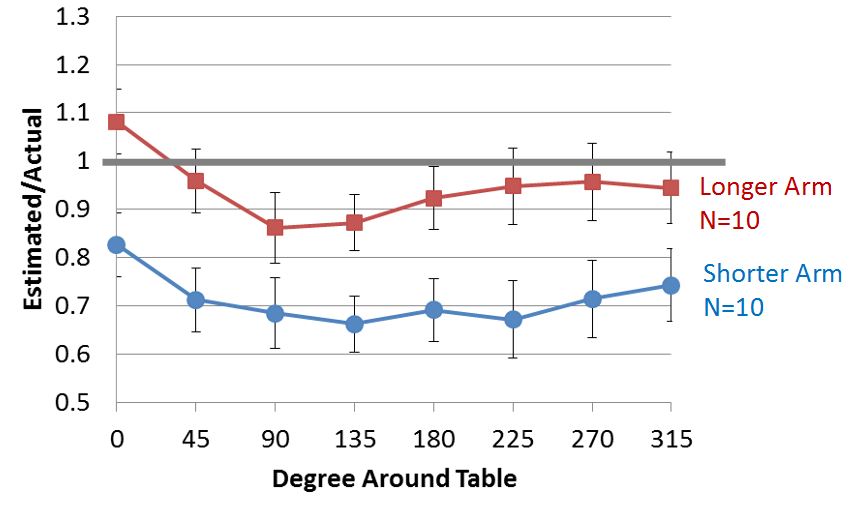 1.3
1.2
1.1
1
0.9
0.8
0.7
0.6
0.5
Estimated/Actual
Longer Arm
N=10
Shorter Arm
N=10
0 45 90 135 180 225 270 315
Degree Around Table